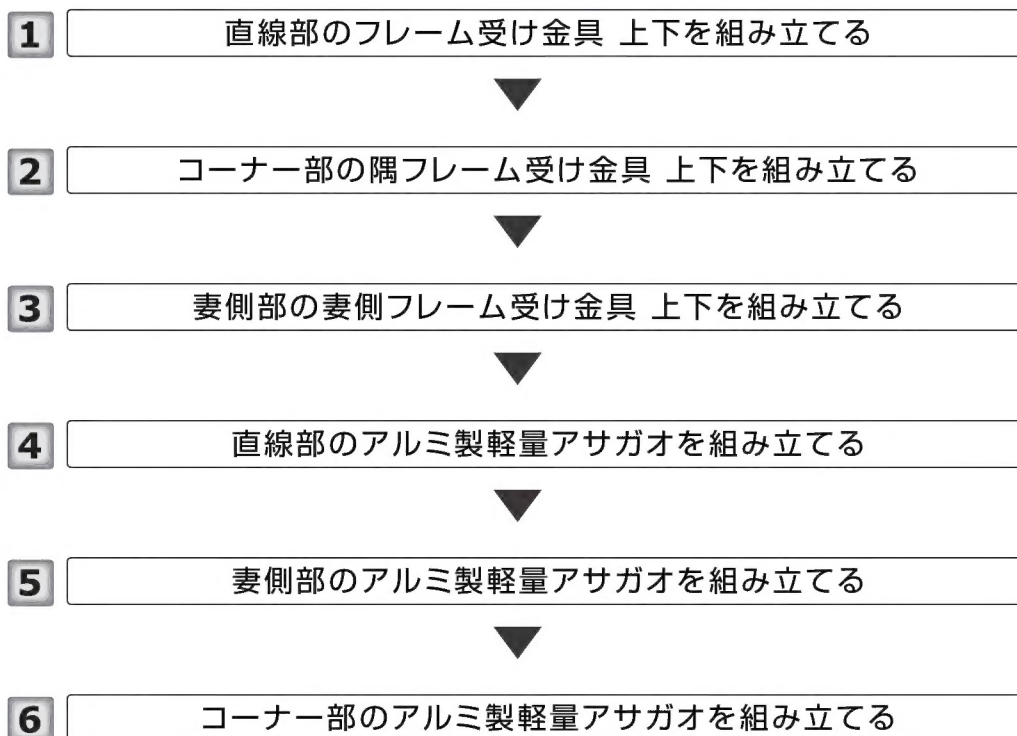 1 直線部のフレーム受け金具 上下を組み立てる
2 コーナー部の隅フレーム受け金具 上下を組み立てる
3 妻側部の妻側フレーム受け金具 上下を組み立てる
4 直線部のアルミ製軽量アサガオを組み立てる
5 妻側部のアルミ製軽量アサガオを組み立てる
6 コーナー部のアルミ製軽量アサガオを組み立てる